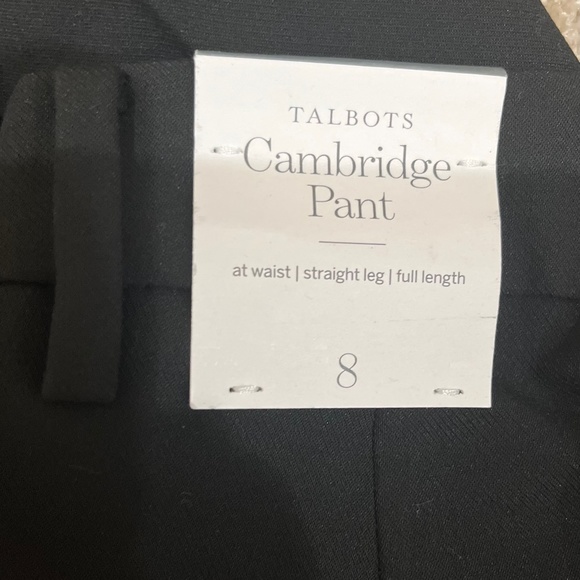 TALBOTS
Cambridge
Pant
at waist | straight leg | full length
8